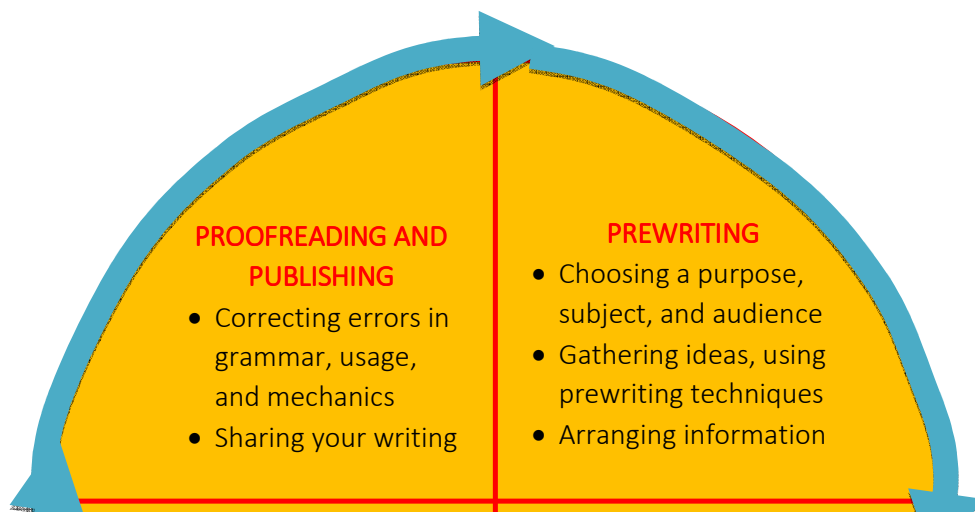 PROOFREADING AND
PUBLISHING
• Correcting errors in
grammar, usage,
and mechanics
• Sharing your writing
PREWRITING
• Choosing a purpose,
subject, and audience
• Gathering ideas, using
prewriting techniques
• Arranging information